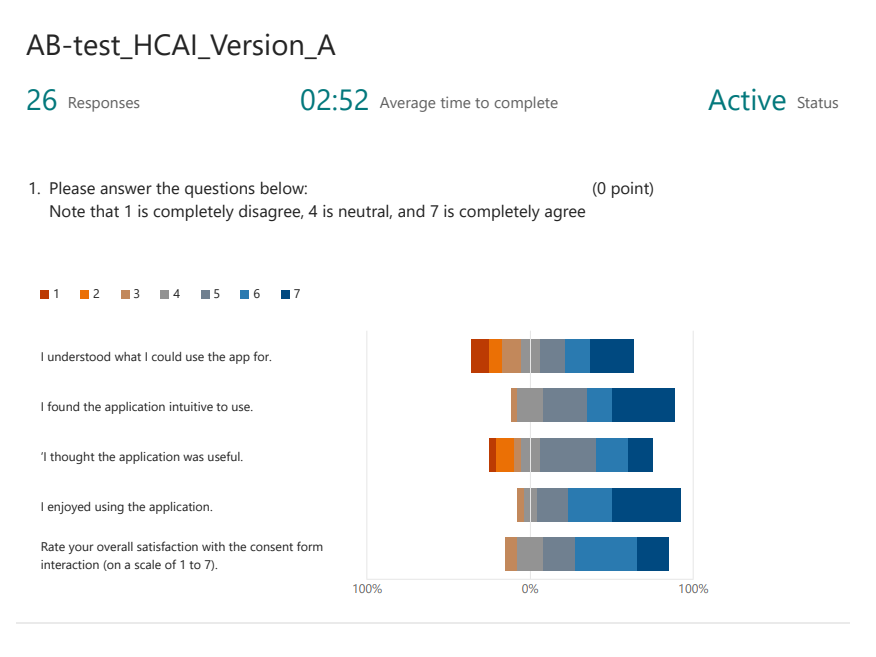 AB-test_HCAI_Version_A
26 Responses 02:52 Average time to complete Active Status
1. Please answer the questions below: (0 point)
Note that 1 is completely disagree, 4 is neutral, and 7 is completely agree
1 2 3 4 5 6 7
I understood what I could use the app for.
I found the application intuitive to use.
'I thought the application was useful.
I enjoyed using the application.
Rate your overall satisfaction with the consent form
interaction (on a scale of 1 to 7).
100% 0% 100%